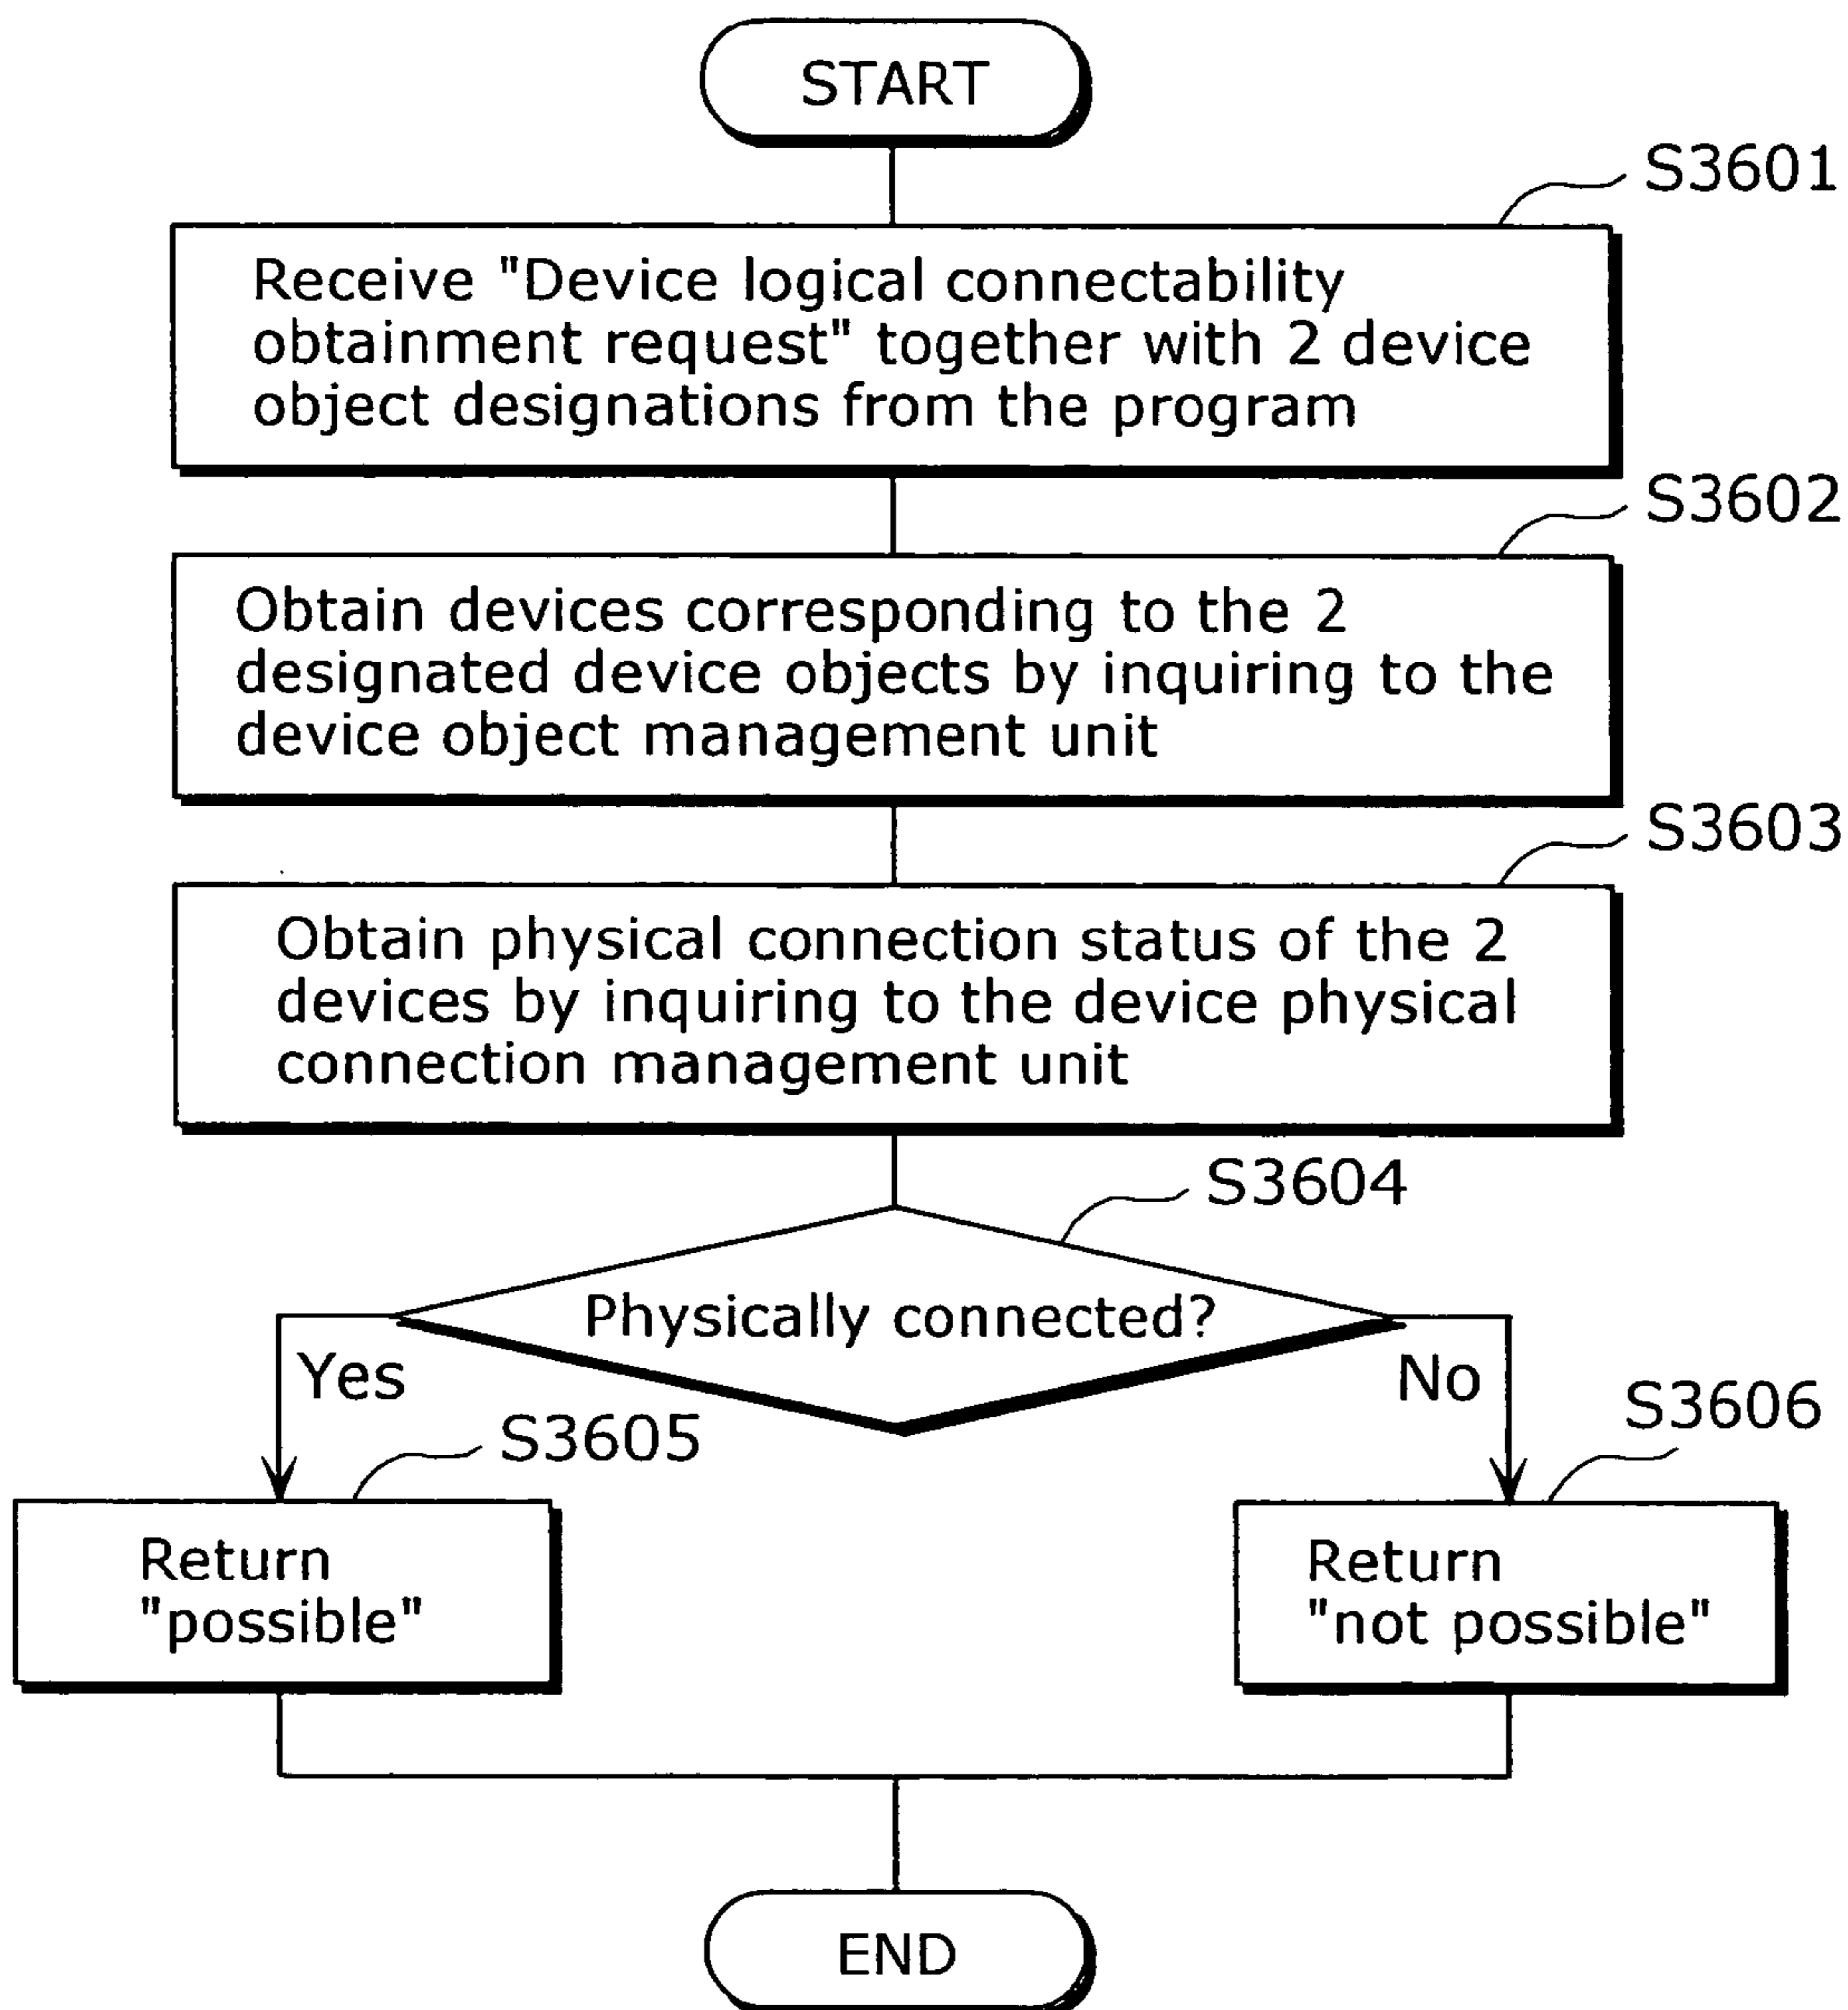 START
S3601
Receive "Device logical connectability
obtainment request" together with 2 device
object designations from the program
S3602
Obtain devices corresponding to the 2
designated device objects by inquiring to the
device object management unit
S3603
Obtain physical connection status of the 2
devices by inquiring to the device physical
connection management unit
S3604
Physically connected?
Yes
No
S3605
S3606
Return
"possible"
Return
"not possible"
END